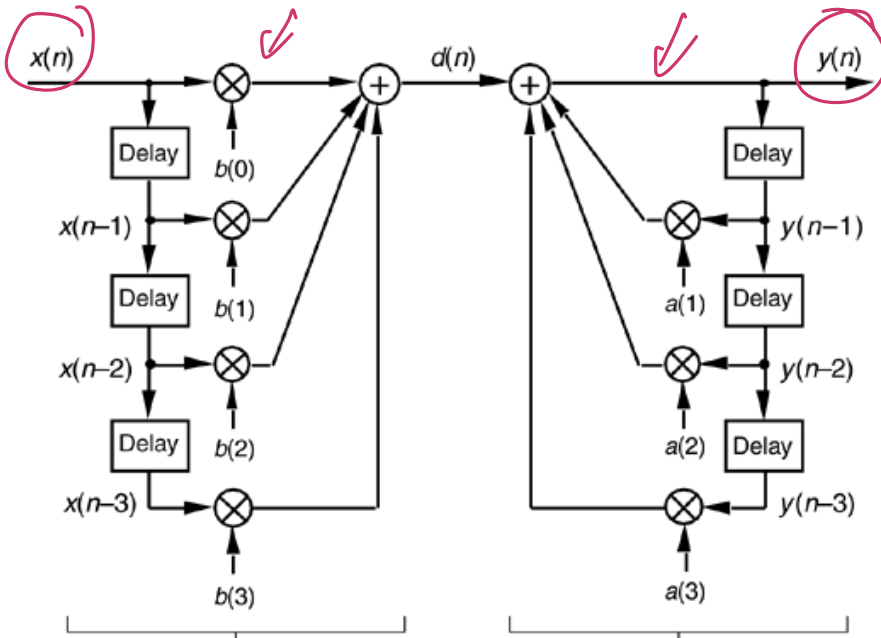 x(n) d(n) y(n)
Delay b(0) Delay
x(n–1) y(n–1)
Delay b(1) a(1) Delay
x(n–2) y(n–2)
Delay b(2) a(2) Delay
x(n–3) y(n–3)
b(3) a(3)